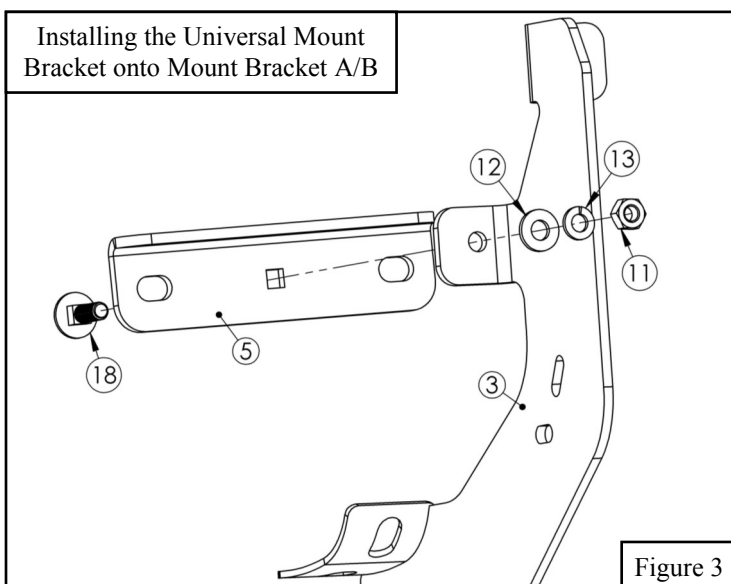 Installing the Universal Mount
Bracket onto Mount Bracket A/B
12
13
11
18
5
3
Figure 3